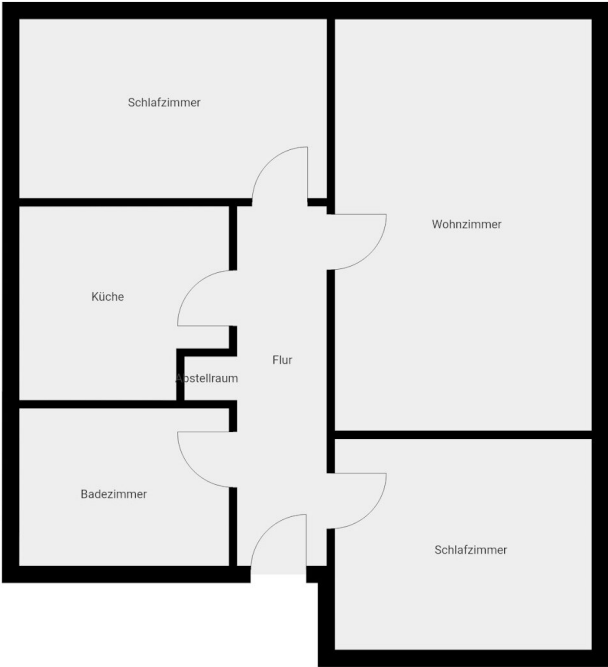 Schlafzimmer
Wohnzimmer
Küche
Flur
Abstellraum
Badezimmer
Schlafzimmer